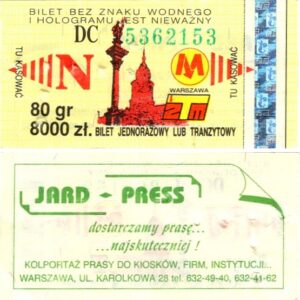 BILET BEZ ZNAKU WODNEGO
I HOLOGRAMU JEST NIEWAŻNY
DC 5362153
TU KASOWAĆ
N
M
WARSZAWA
ZTM
TU KASOWAĆ
80 gr
8000 zł.
BILET JEDNORAZOWY LUB TRANZYTOWY
JARD - PRESS
dostarczamy prasę...
...najskuteczniej !
KOLPORTAŻ PRASY DO KIOSKÓW, FIRM, INSTYTUCJI...
WARSZAWA, UL. KAROLKOWA 28 tel. 632-49-40, 632-41-62